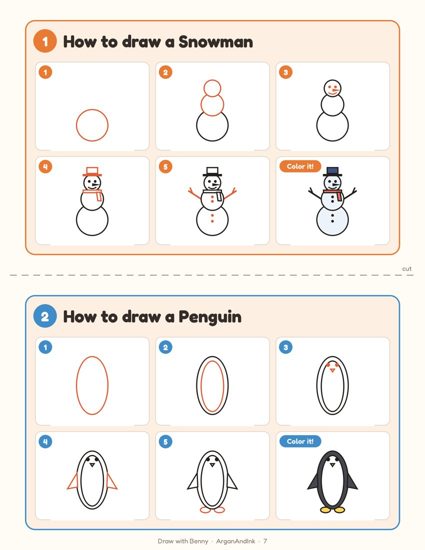 1 How to draw a Snowman
1
2
3
4
5
Color it!
cut
2 How to draw a Penguin
1
2
3
4
5
Color it!
Draw with Benny · ArgonAndInk · 7